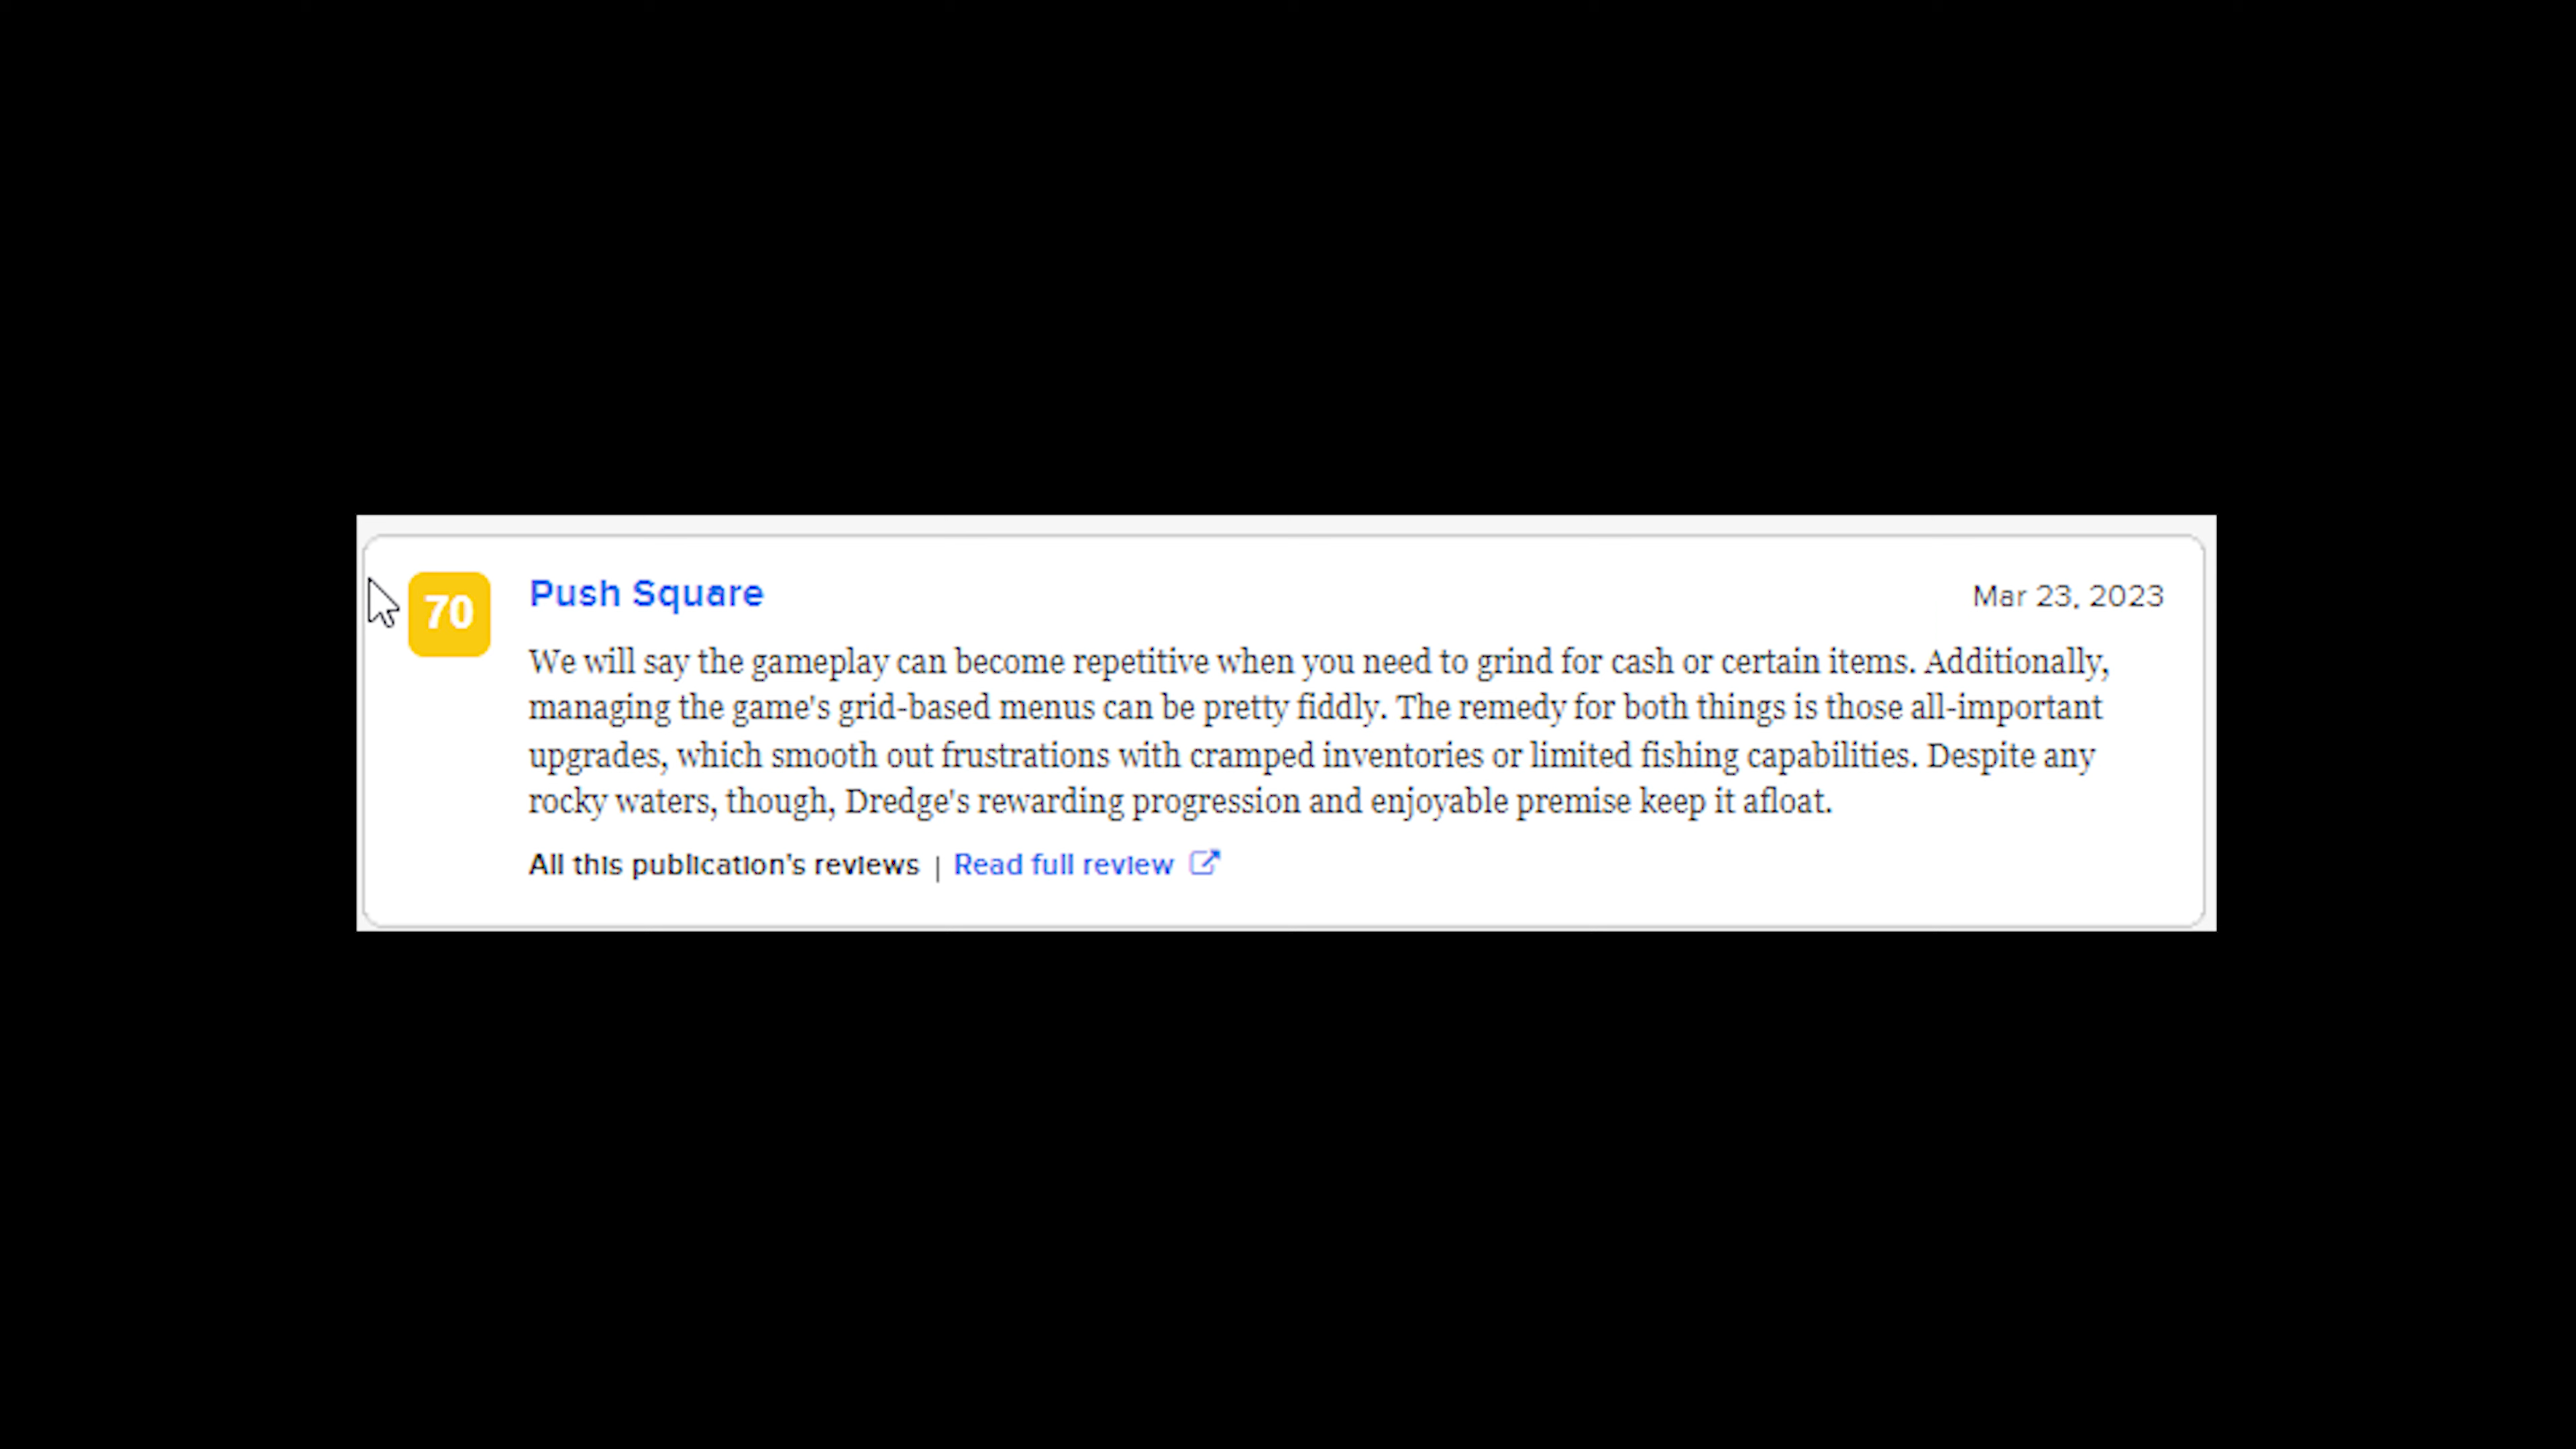 70
Push Square
Mar 23, 2023
We will say the gameplay can become repetitive when you need to grind for cash or certain items. Additionally,
managing the game's grid-based menus can be pretty fiddly. The remedy for both things is those all-important
upgrades, which smooth out frustrations with cramped inventories or limited fishing capabilities. Despite any
rocky waters, though, Dredge's rewarding progression and enjoyable premise keep it afloat.
All this publication's reviews | Read full review